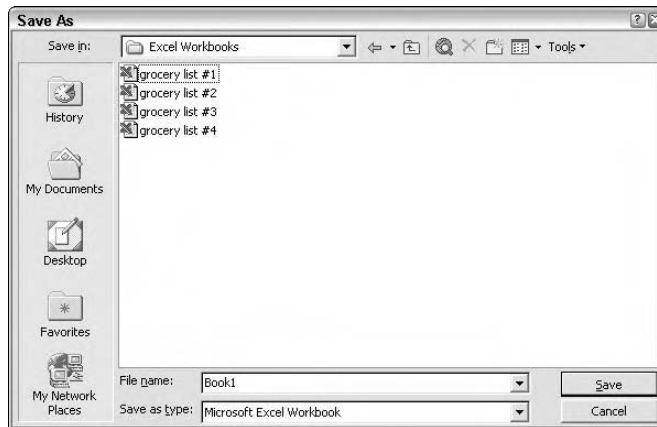 Save As
Save in:
Excel Workbooks
Tools
grocery list #1
grocery list #2
grocery list #3
grocery list #4
History
My Documents
Desktop
Favorites
My Network
Places
File name:
Book1
Save
Save as type:
Microsoft Excel Workbook
Cancel